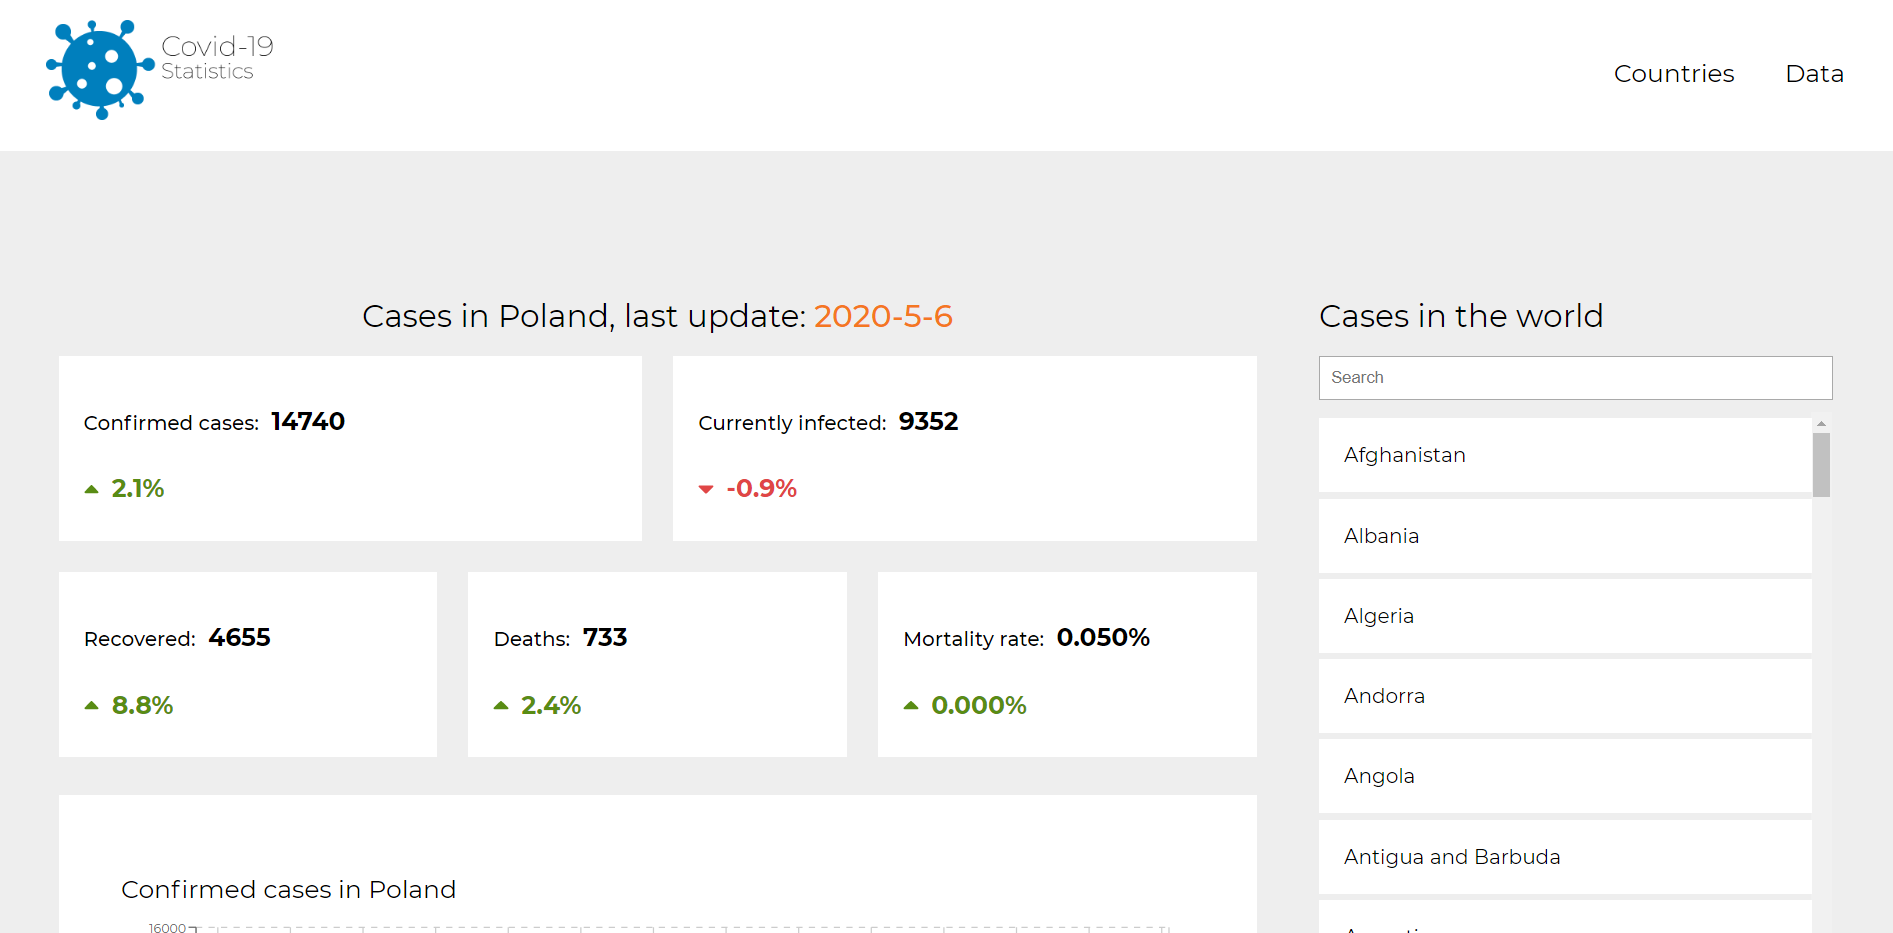 Covid-19
Statistics
Countries
Data
Cases in Poland, last update: 2020-5-6
Confirmed cases: 14740
2.1%
Currently infected: 9352
-0.9%
Recovered: 4655
8.8%
Deaths: 733
2.4%
Mortality rate: 0.050%
0.000%
Confirmed cases in Poland
16000
Cases in the world
Search
Afghanistan
Albania
Algeria
Andorra
Angola
Antigua and Barbuda